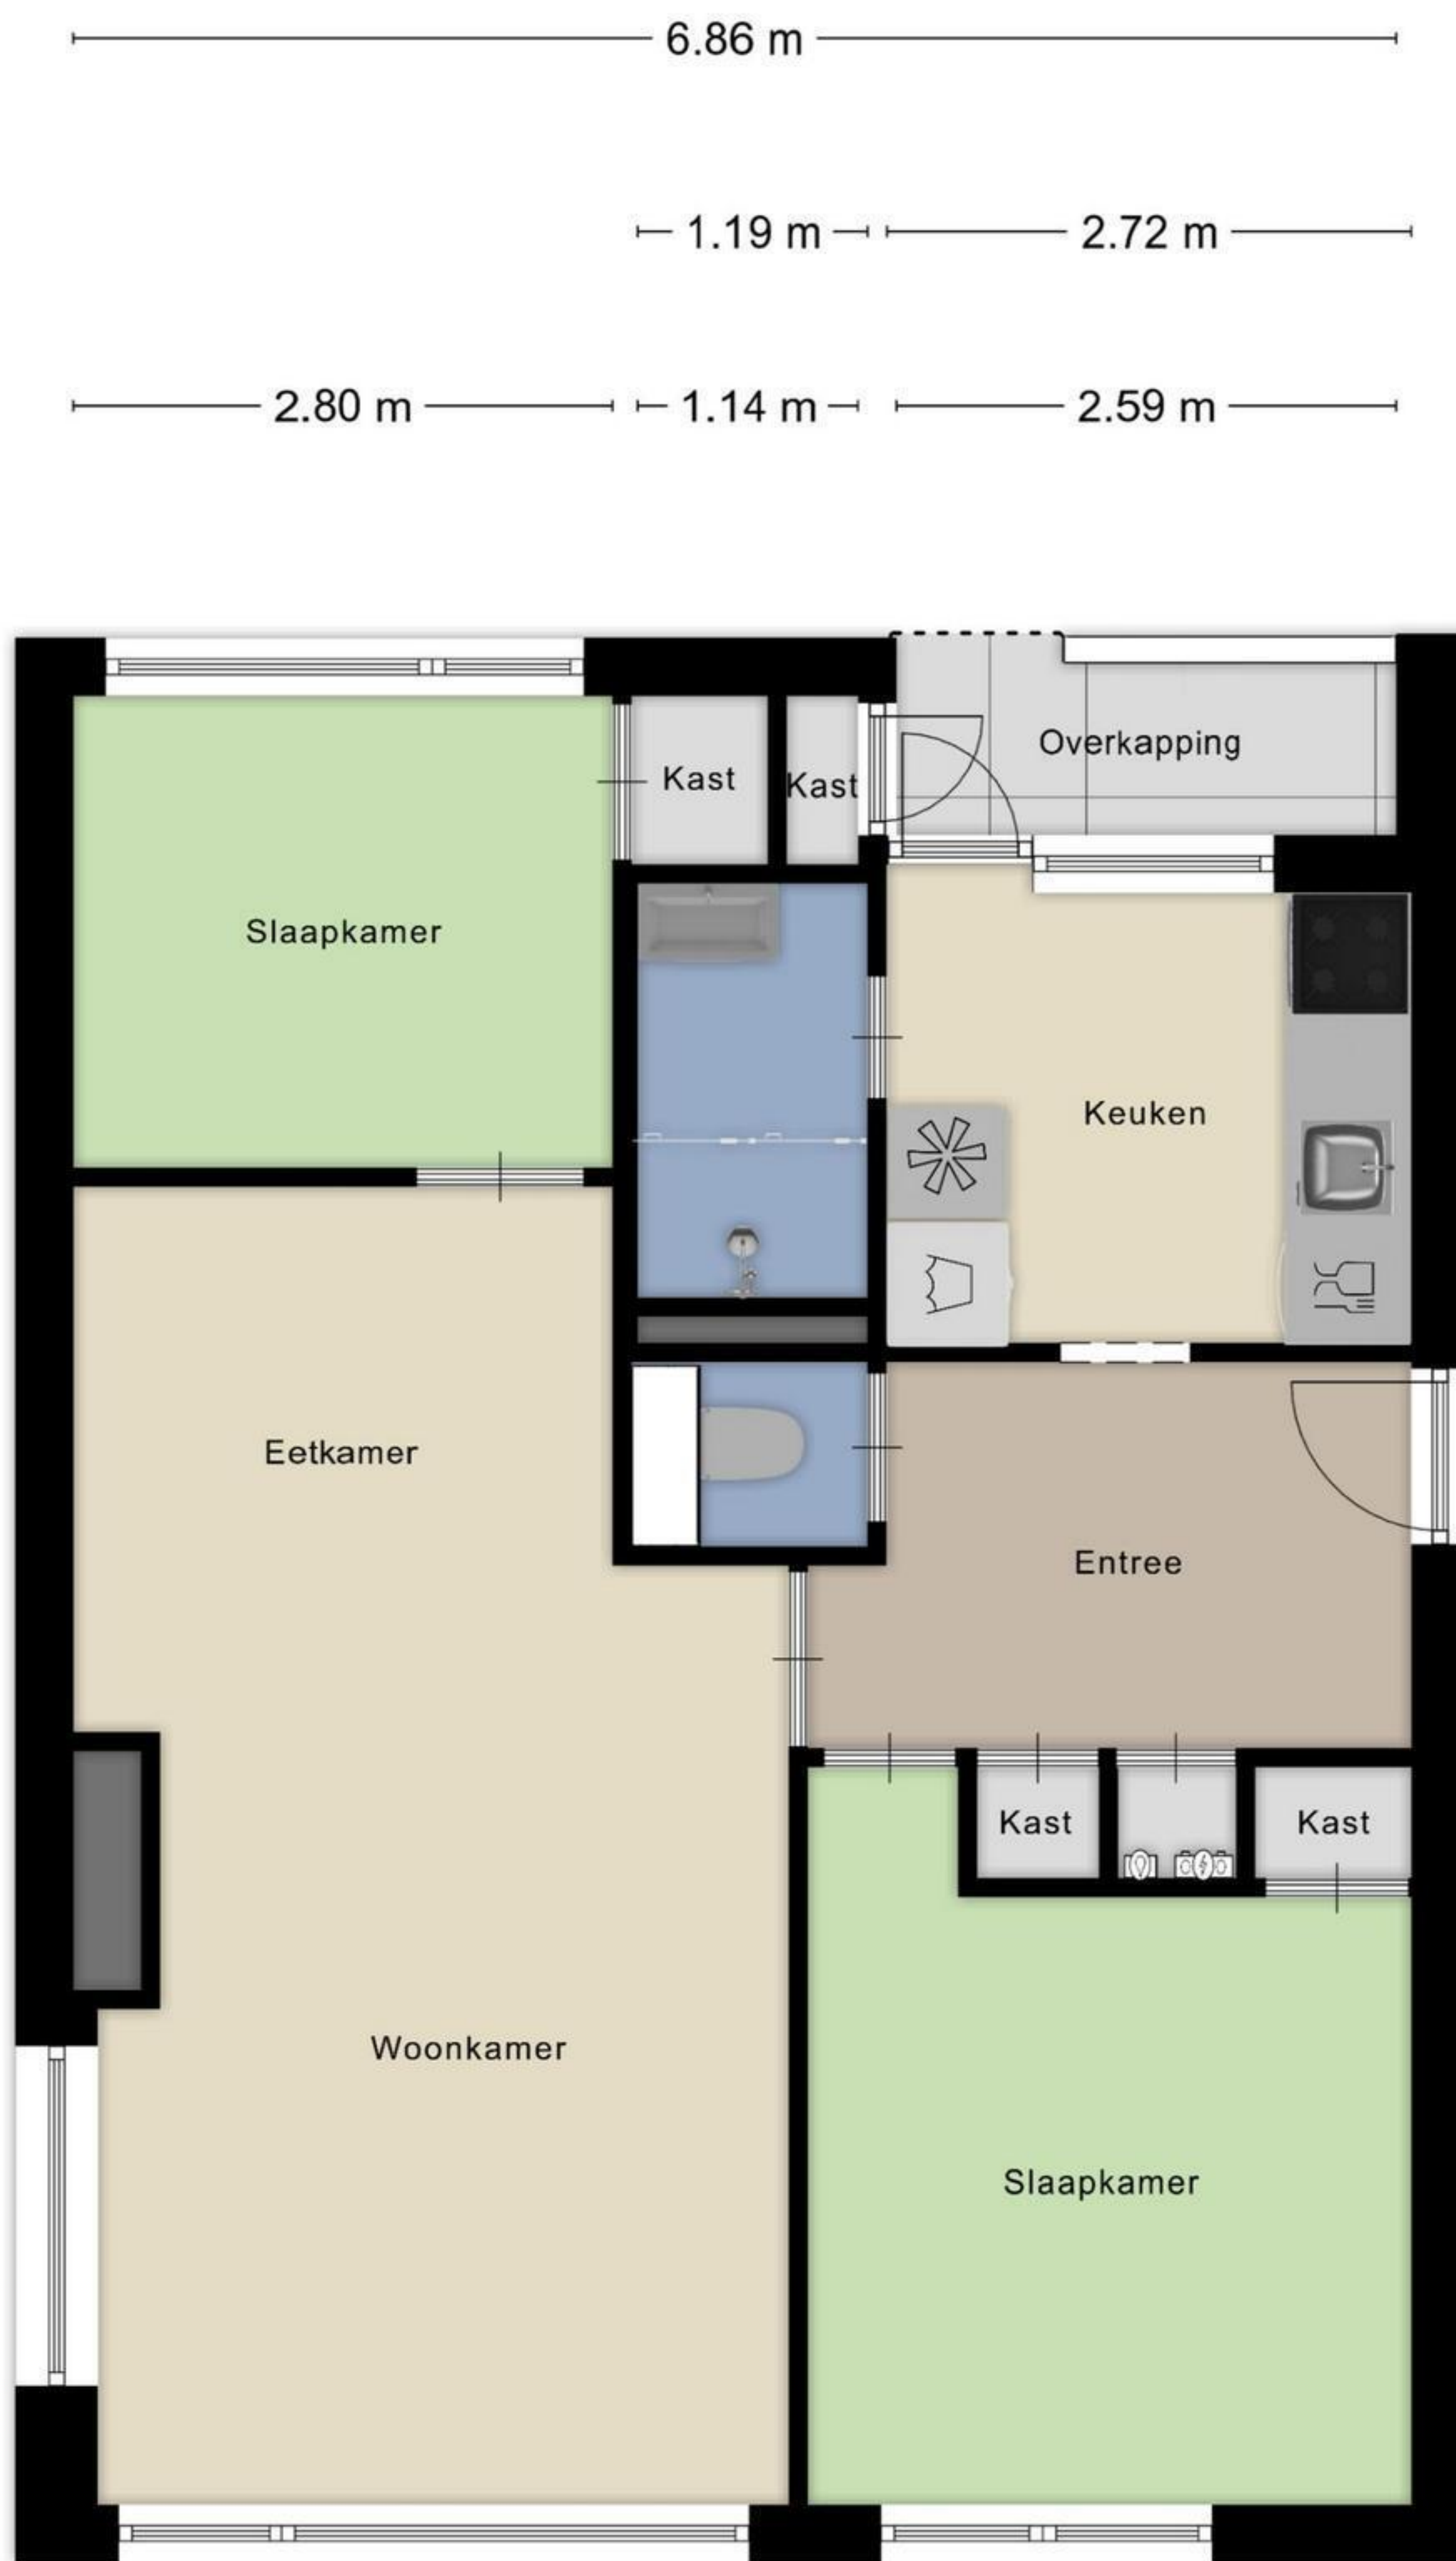 6.86 m
1.19 m
2.72 m
2.80 m
1.14 m
2.59 m
Overkapping
Kast
Kast
Slaapkamer
Keuken
Eetkamer
Entree
Kast
Kast
Woonkamer
Slaapkamer